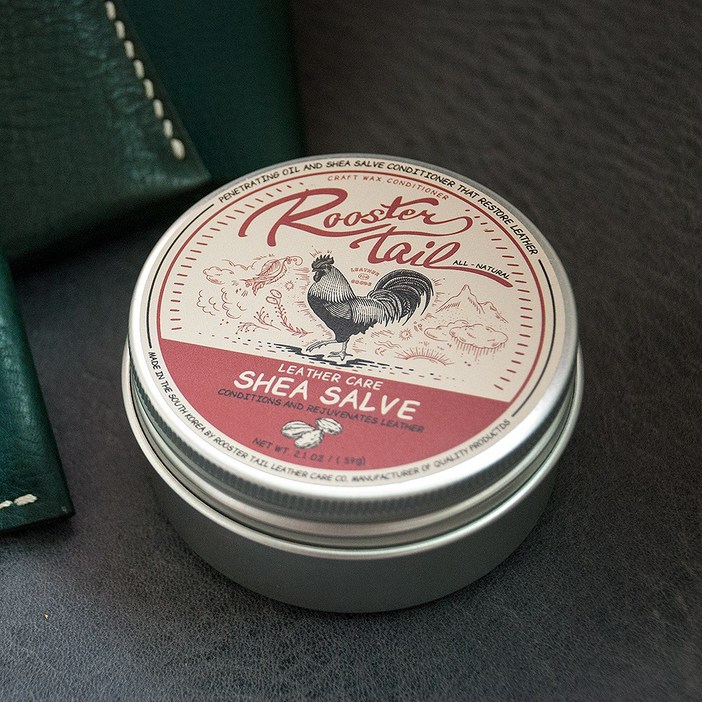 PENETRATING OIL AND SHEA SALVE CONDITIONER THAT RESTORE LEATHER
CRAFT WAX CONDITIONER
Rooster
Tail
ALL - NATURAL
LEATHER
GOODS
LEATHER CARE
SHEA SALVE
CONDITIONS AND REJUVENATES LEATHER
NET WT. 2.1 OZ / ( 59g)
MADE IN THE SOUTH KOREA BY ROOSTER TAIL LEATHER CARE CO. MANUFACTURER OF QUALITY PRODUCTDS